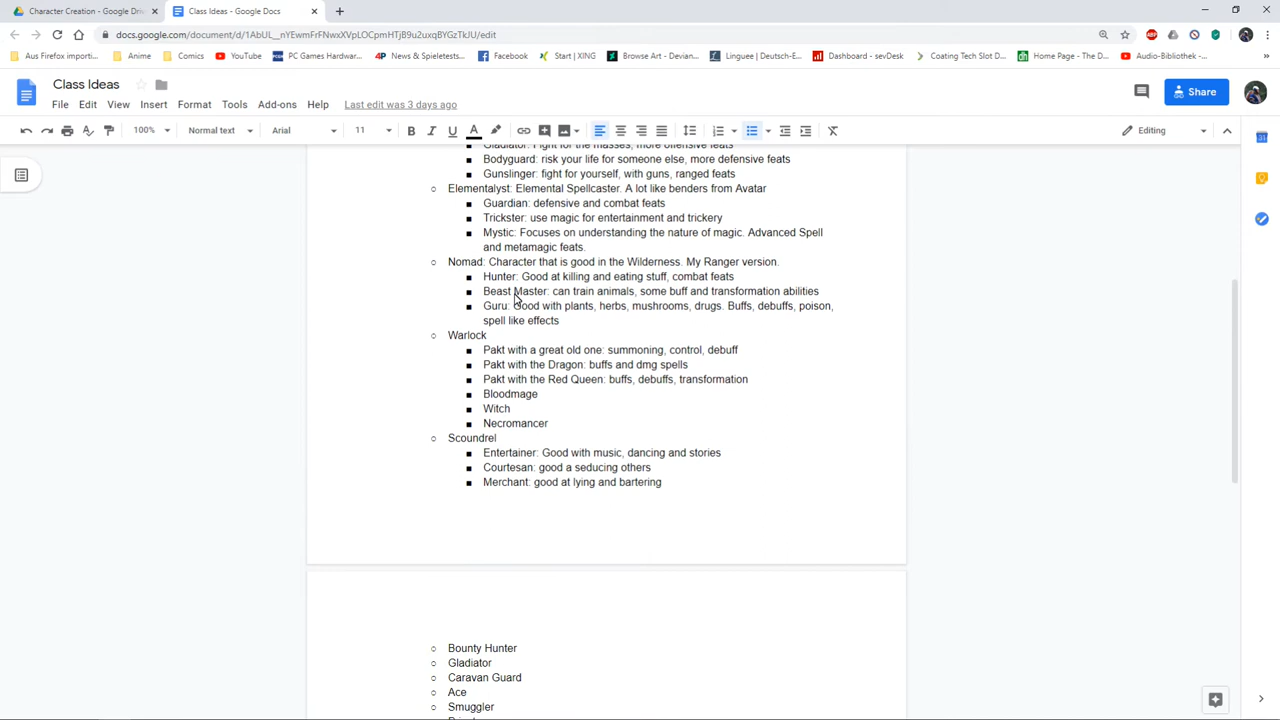 Character Creation - Google Driv
Class Ideas - Google Docs
docs.google.com/document/d/1AbUL__nYEwmFrFNwxXVpLOCpmHTjB9u2uxqBYGzTkJU/edit
Aus Firefox importi...
Anime
Comics
YouTube
PC Games Hardwar...
News & Spieletests...
Facebook
Start | XING
Browse Art - Devian...
Linguee | Deutsch-E...
Dashboard - sevDesk
Coating Tech Slot D...
Home Page - The D...
Audio-Bibliothek -...
Class Ideas
File Edit View Insert Format Tools Add-ons Help Last edit was 3 days ago
Share
100% Normal text Arial 11 Editing
Gladiator: Fight for the masses, more offensive feats
Bodyguard: risk your life for someone else, more defensive feats
Gunslinger: fight for yourself, with guns, ranged feats
Elementalyst: Elemental Spellcaster. A lot like benders from Avatar
Guardian: defensive and combat feats
Trickster: use magic for entertainment and trickery
Mystic: Focuses on understanding the nature of magic. Advanced Spell
and metamagic feats.
Nomad: Character that is good in the Wilderness. My Ranger version.
Hunter: Good at killing and eating stuff, combat feats
Beast Master: can train animals, some buff and transformation abilities
Guru: Good with plants, herbs, mushrooms, drugs. Buffs, debuffs, poison,
spell like effects
Warlock
Pakt with a great old one: summoning, control, debuff
Pakt with the Dragon: buffs and dmg spells
Pakt with the Red Queen: buffs, debuffs, transformation
Bloodmage
Witch
Necromancer
Scoundrel
Entertainer: Good with music, dancing and stories
Courtesan: good a seducing others
Merchant: good at lying and bartering
Bounty Hunter
Gladiator
Caravan Guard
Ace
Smuggler